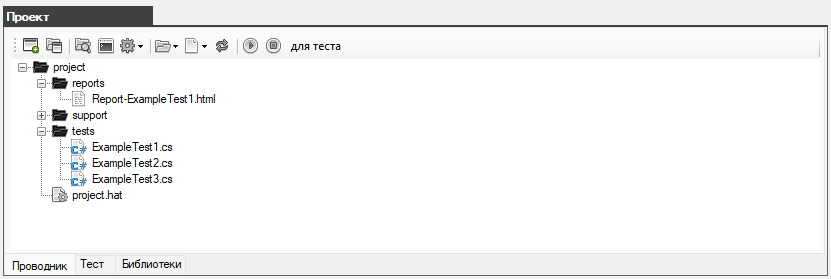 Проект
для теста
project
reports
Report-ExampleTest1.html
support
tests
ExampleTest1.cs
ExampleTest2.cs
ExampleTest3.cs
project.hat
Проводник Тест Библиотеки